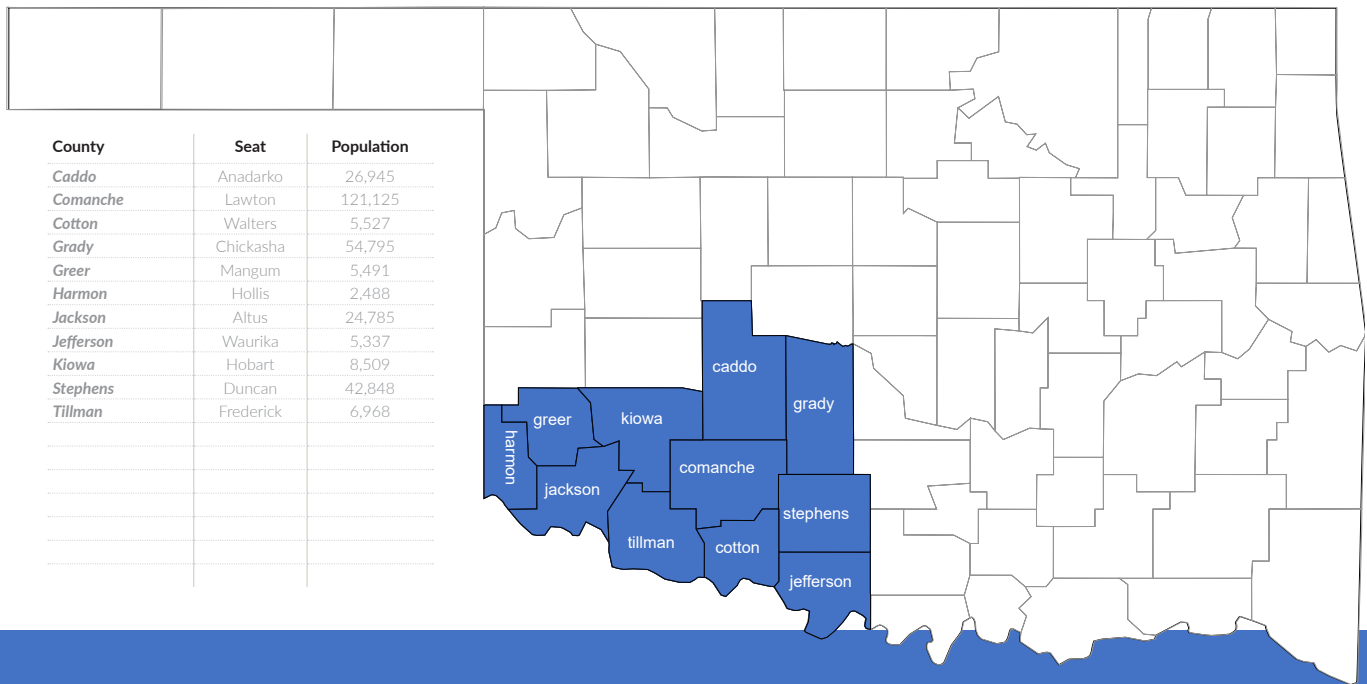 County Seat Population
Caddo Anadarko 26,945
Comanche Lawton 121,125
Cotton Walters 5,527
Grady Chickasha 54,795
Greer Mangum 5,491
Harmon Hollis 2,488
Jackson Altus 24,785
Jefferson Waurika 5,337
Kiowa Hobart 8,509
Stephens Duncan 42,848
Tillman Frederick 6,968
caddo
grady
greer
kiowa
harmon
comanche
jackson
stephens
tillman
cotton
jefferson